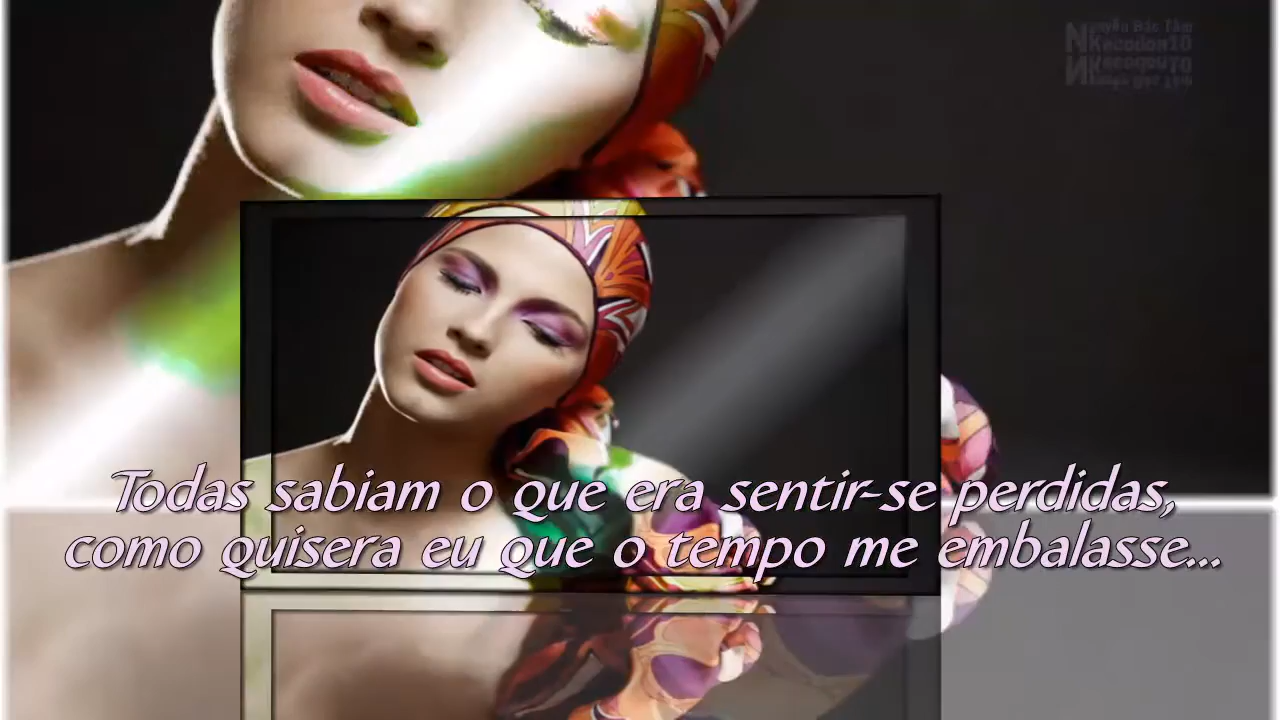 Todas sabiam o que era sentir-se perdidas,
como quisera eu que o tempo me embalasse...